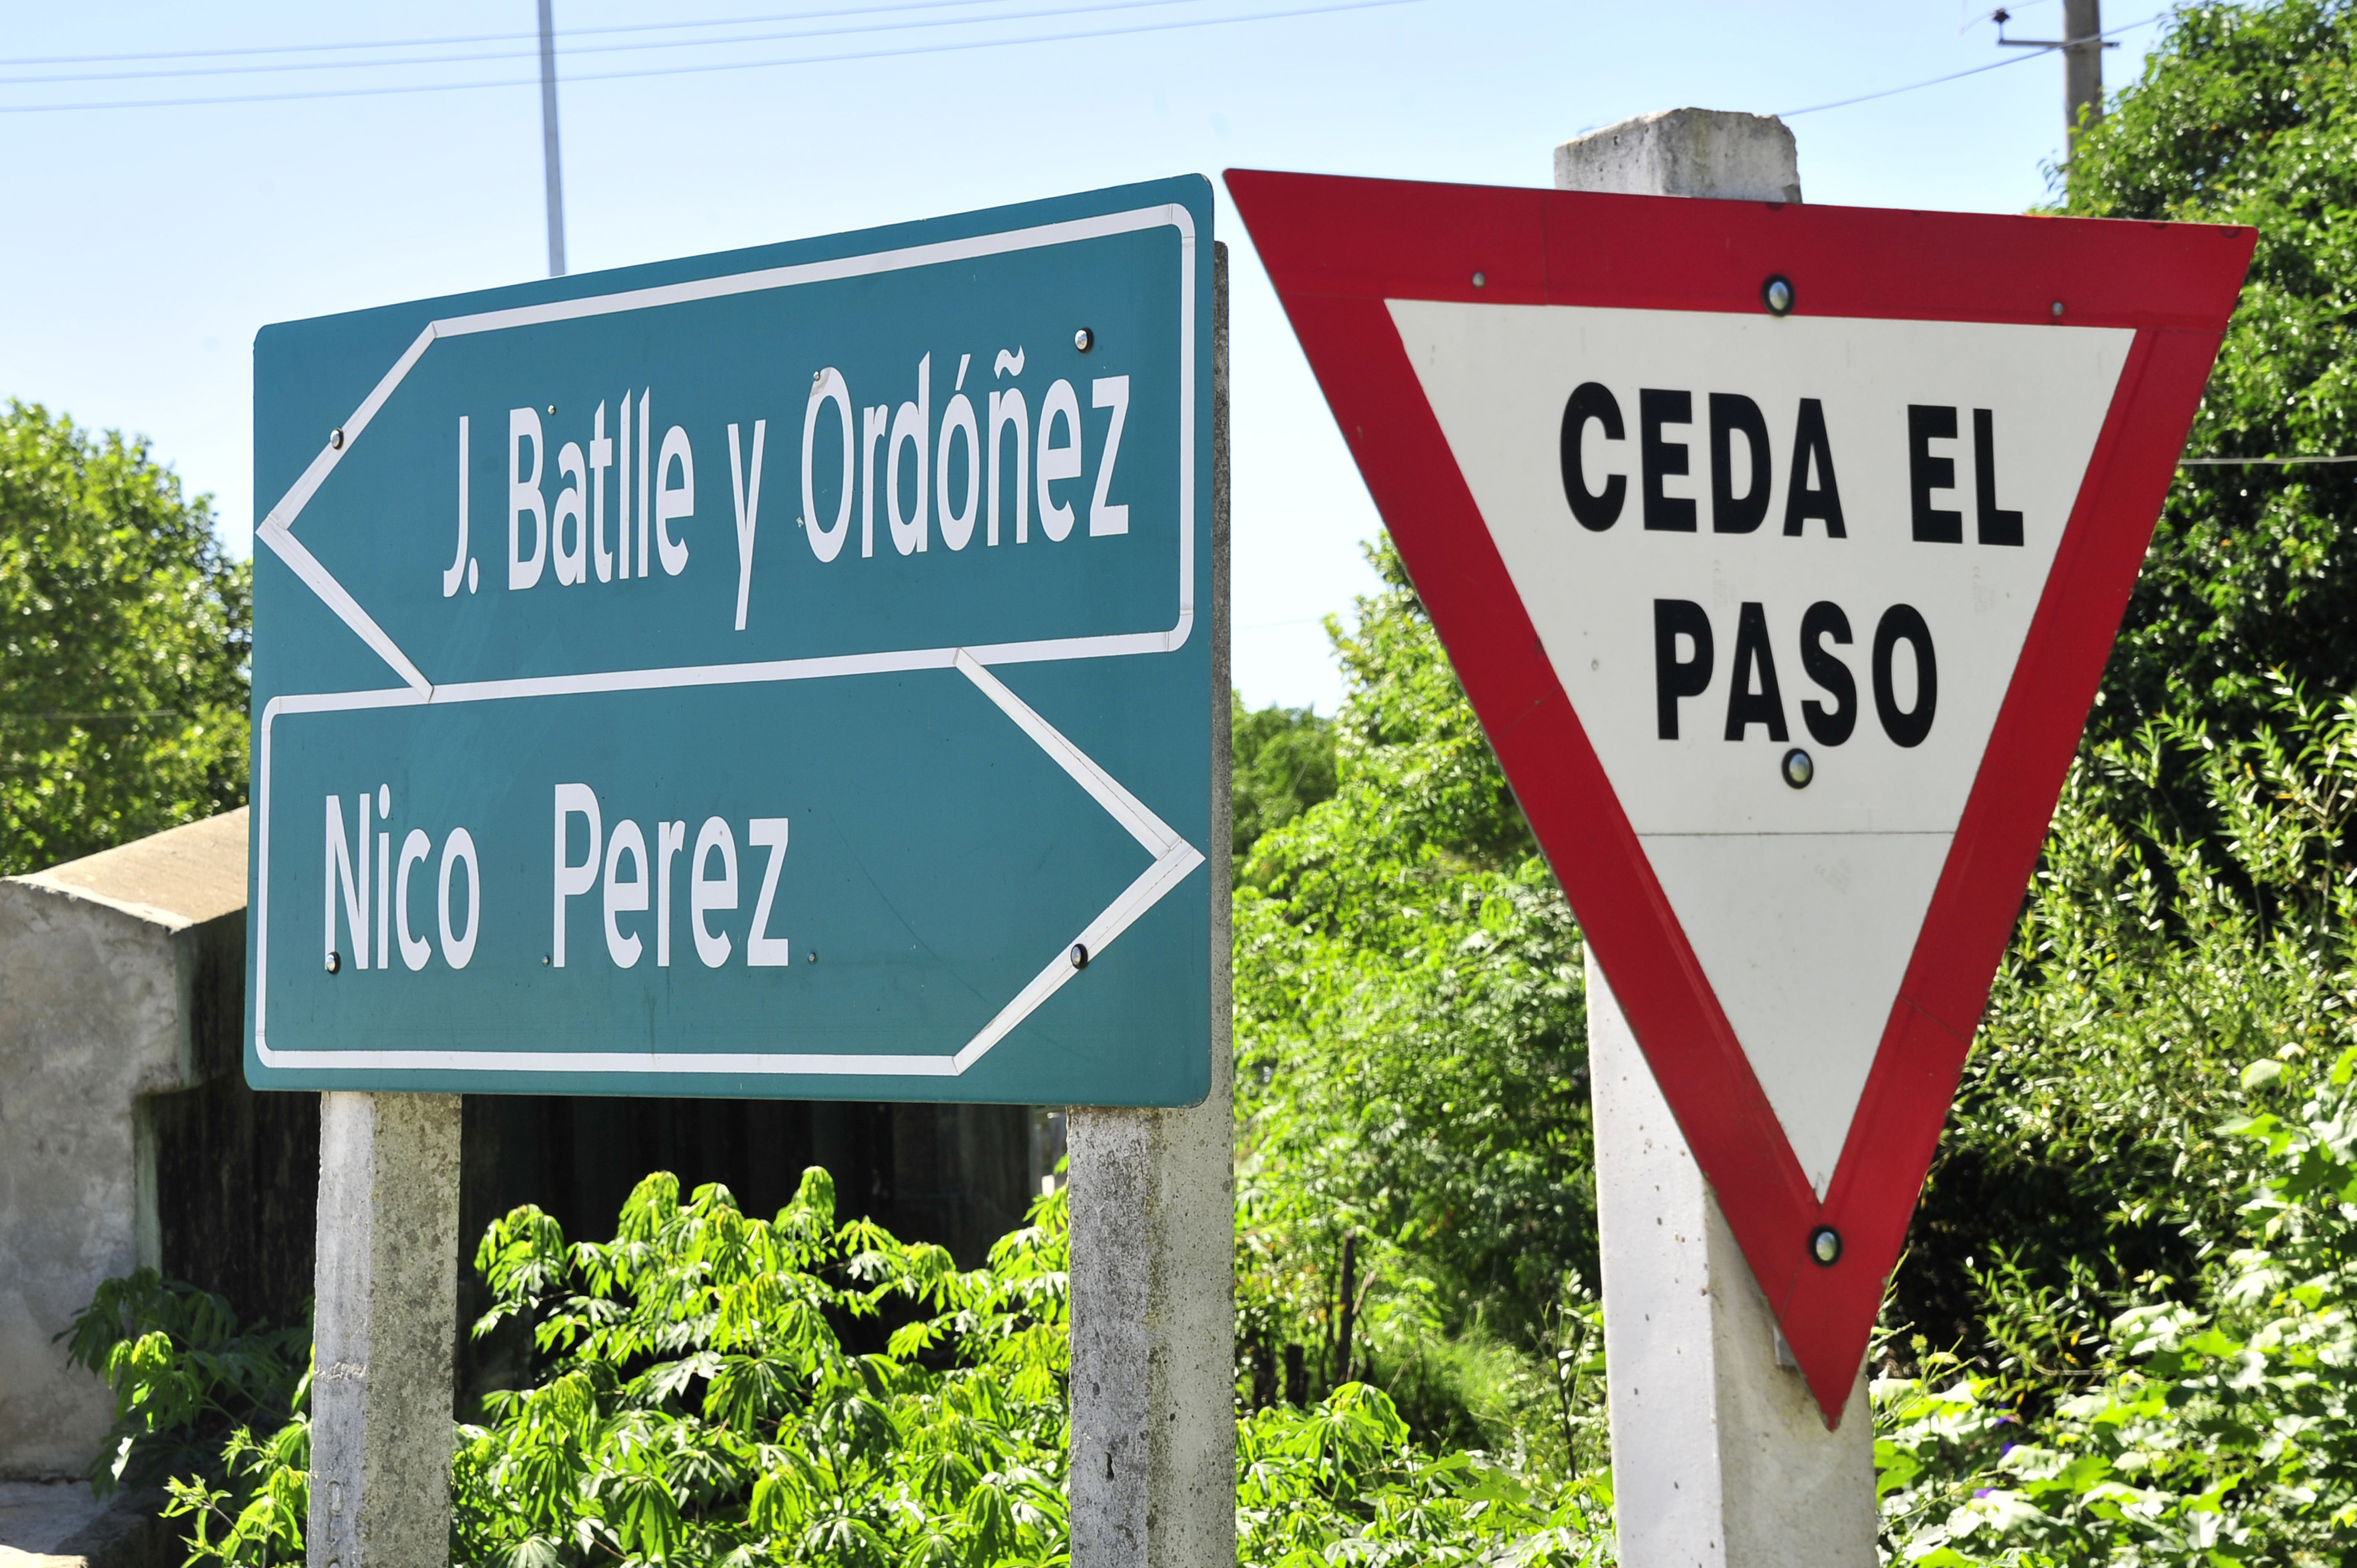 J. Batlle y Ordóñez
Nico Perez
CEDA EL
PASO